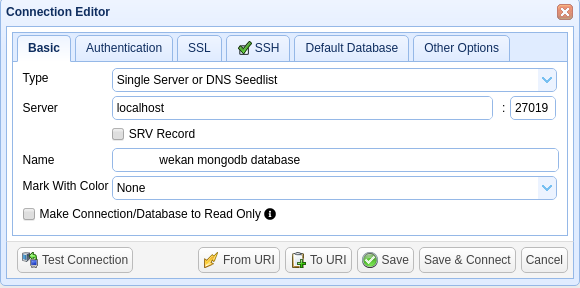 Connection Editor
Basic Authentication SSL SSH Default Database Other Options
Type Single Server or DNS Seedlist
Server localhost : 27019
SRV Record
Name wekan mongodb database
Mark With Color None
Make Connection/Database to Read Only
Test Connection From URI To URI Save Save & Connect Cancel